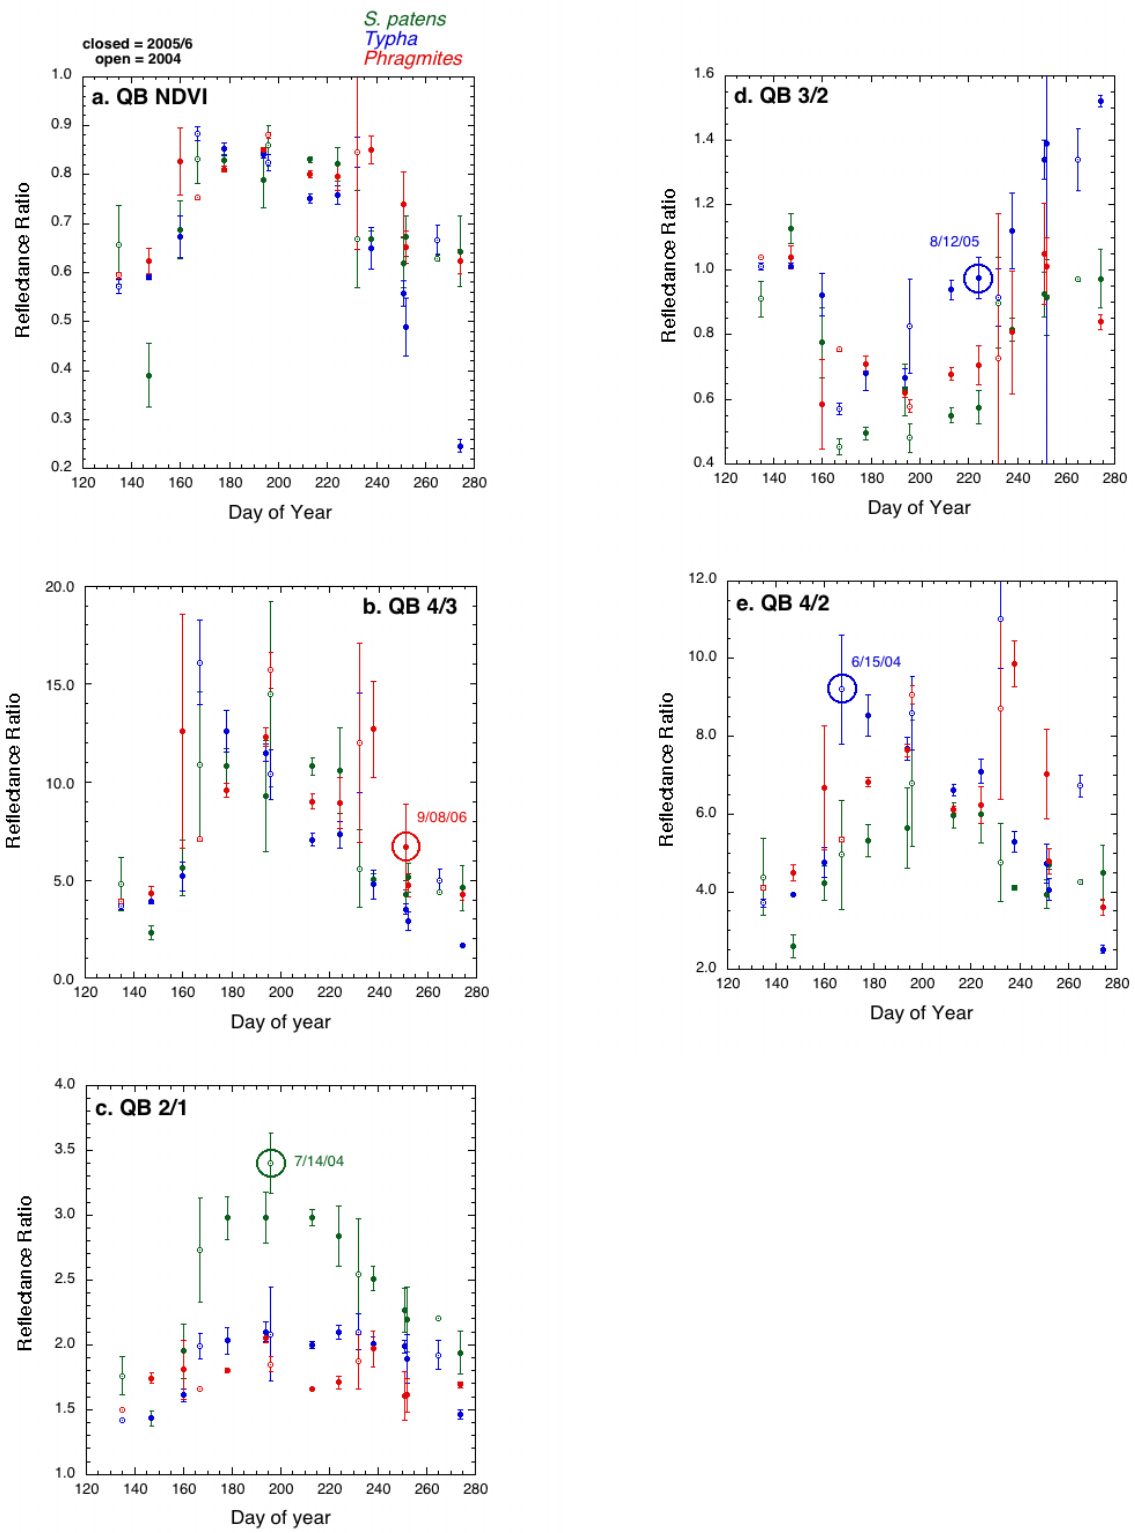 S. patens
Typha
Phragmites
closed = 2005/6
open = 2004
a. QB NDVI
1.0
0.9
0.8
0.7
0.6
0.5
0.4
0.3
0.2
120 140 160 180 200 220 240 260 280
Reflectance Ratio
Day of Year
d. QB 3/2
1.6
1.4
1.2
1.0
0.8
0.6
0.4
8/12/05
120 140 160 180 200 220 240 260 280
Reflectance Ratio
Day of Year
b. QB 4/3
20.0
15.0
10.0
5.0
0.0
9/08/06
120 140 160 180 200 220 240 260 280
Reflectance Ratio
Day of year
e. QB 4/2
12.0
10.0
8.0
6.0
4.0
2.0
6/15/04
120 140 160 180 200 220 240 260 280
Reflectance Ratio
Day of Year
c. QB 2/1
4.0
3.5
3.0
2.5
2.0
1.5
1.0
7/14/04
120 140 160 180 200 220 240 260 280
Reflectance Ratio
Day of year